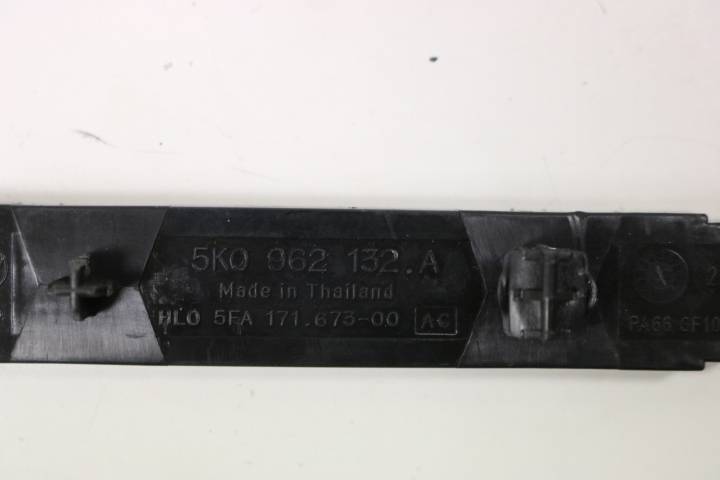 5K0 962 132.A
Made in Thailand
HLO 5FA 171.673-00 AC
PA66 GF10